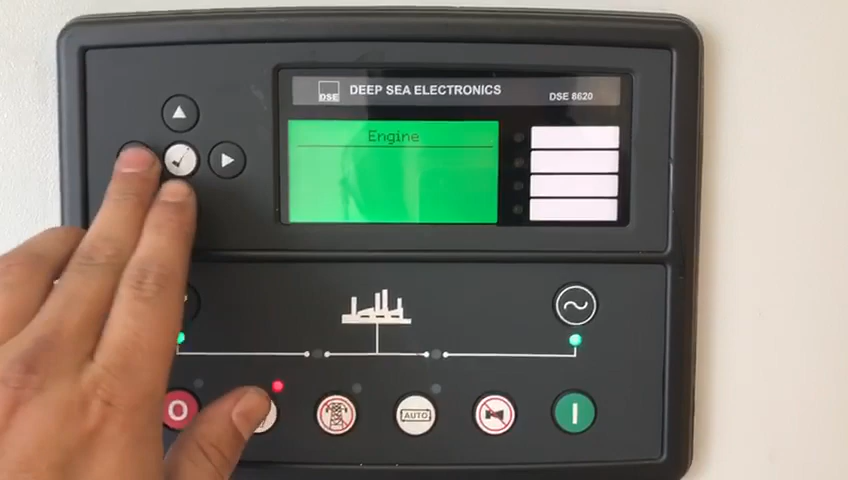 DSE
DEEP SEA ELECTRONICS
DSE 8620
Engine
O
AUTO
I